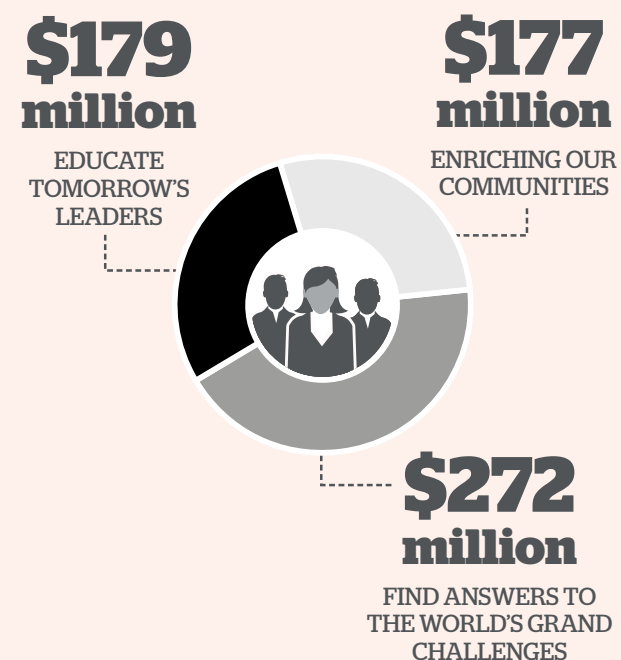 $179
million
EDUCATE
TOMORROW'S
LEADERS
$177
million
ENRICHING OUR
COMMUNITIES
$272
million
FIND ANSWERS TO
THE WORLD'S GRAND
CHALLENGES